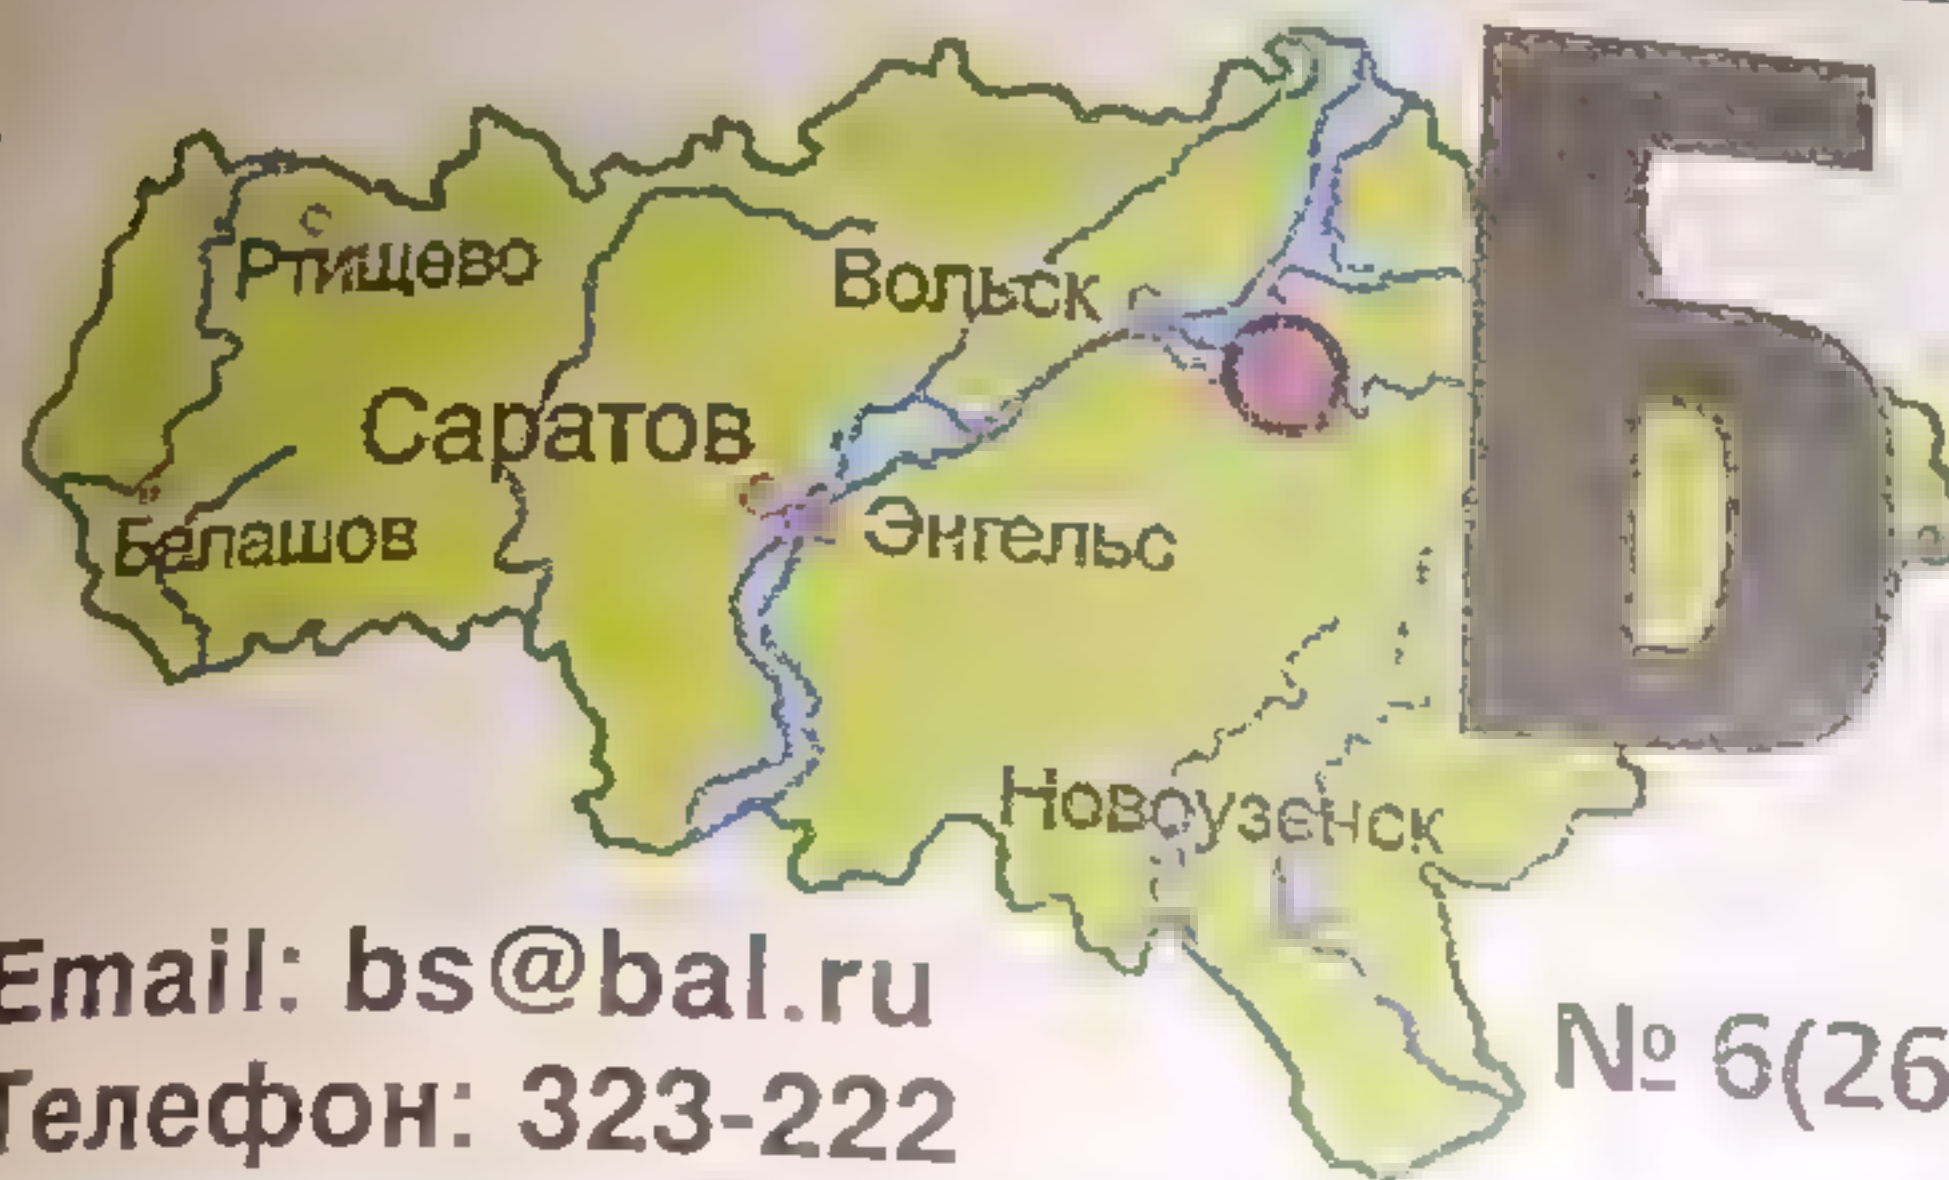 Ртищево
Вольск
Б
Саратов
Балашов
Энгельс
Новоузенск
Email: bs@bal.ru
№ 6(26
Телефон: 323-222